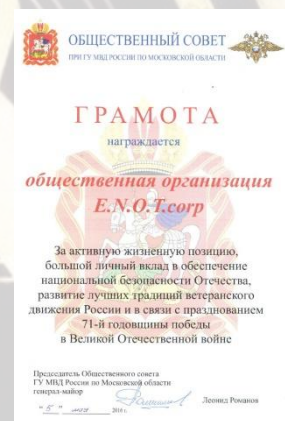 ОБЩЕСТВЕННЫЙ СОВЕТ
ПРИ ГУ МВД РОССИИ ПО МОСКОВСКОЙ ОБЛАСТИ
ГРАМОТА
награждается
общественная организация
E.N.O.T.corp
За активную жизненную позицию,
большой личный вклад в обеспечение
национальной безопасности Отечества,
развитие лучших традиций ветеранского
движения России и в связи с празднованием
71-й годовщины победы
в Великой Отечественной войне
Председатель Общественного совета
ГУ МВД России по Московской области
генерал-майор
Леонид Романов
" 5 " мая 2016 г.